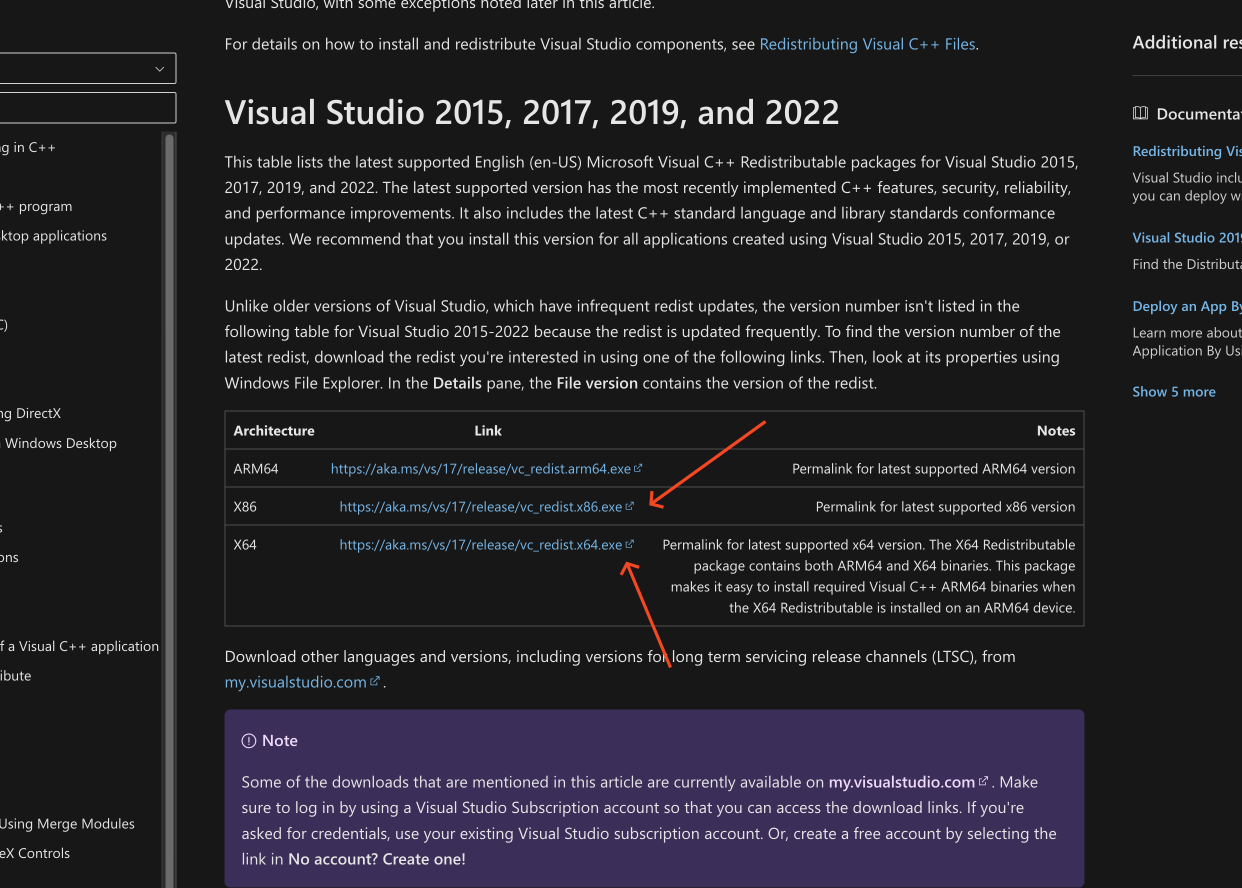 Visual Studio, with some exceptions noted later in this article.
For details on how to install and redistribute Visual Studio components, see Redistributing Visual C++ Files.
Visual Studio 2015, 2017, 2019, and 2022
This table lists the latest supported English (en-US) Microsoft Visual C++ Redistributable packages for Visual Studio 2015,
2017, 2019, and 2022. The latest supported version has the most recently implemented C++ features, security, reliability,
and performance improvements. It also includes the latest C++ standard language and library standards conformance
updates. We recommend that you install this version for all applications created using Visual Studio 2015, 2017, 2019, or
2022.
Unlike older versions of Visual Studio, which have infrequent redist updates, the version number isn't listed in the
following table for Visual Studio 2015-2022 because the redist is updated frequently. To find the version number of the
latest redist, download the redist you're interested in using one of the following links. Then, look at its properties using
Windows File Explorer. In the Details pane, the File version contains the version of the redist.
Architecture Link Notes
ARM64 https://aka.ms/vs/17/release/vc_redist.arm64.exe Permalink for latest supported ARM64 version
X86 https://aka.ms/vs/17/release/vc_redist.x86.exe Permalink for latest supported x86 version
X64 https://aka.ms/vs/17/release/vc_redist.x64.exe Permalink for latest supported x64 version. The X64 Redistributable
package contains both ARM64 and X64 binaries. This package
makes it easy to install required Visual C++ ARM64 binaries when
the X64 Redistributable is installed on an ARM64 device.
Download other languages and versions, including versions for long term servicing release channels (LTSC), from
my.visualstudio.com .
Note
Some of the downloads that are mentioned in this article are currently available on my.visualstudio.com . Make
sure to log in by using a Visual Studio Subscription account so that you can access the download links. If you're
asked for credentials, use your existing Visual Studio subscription account. Or, create a free account by selecting the
link in No account? Create one!
g in C++
++ program
ktop applications
C)
ng DirectX
Windows Desktop
s
ons
f a Visual C++ application
ibute
Using Merge Modules
eX Controls
Additional res
Documenta
Redistributing Vis
Visual Studio inclu
you can deploy w
Visual Studio 2019
Find the Distributa
Deploy an App By
Learn more about
Application By Usi
Show 5 more